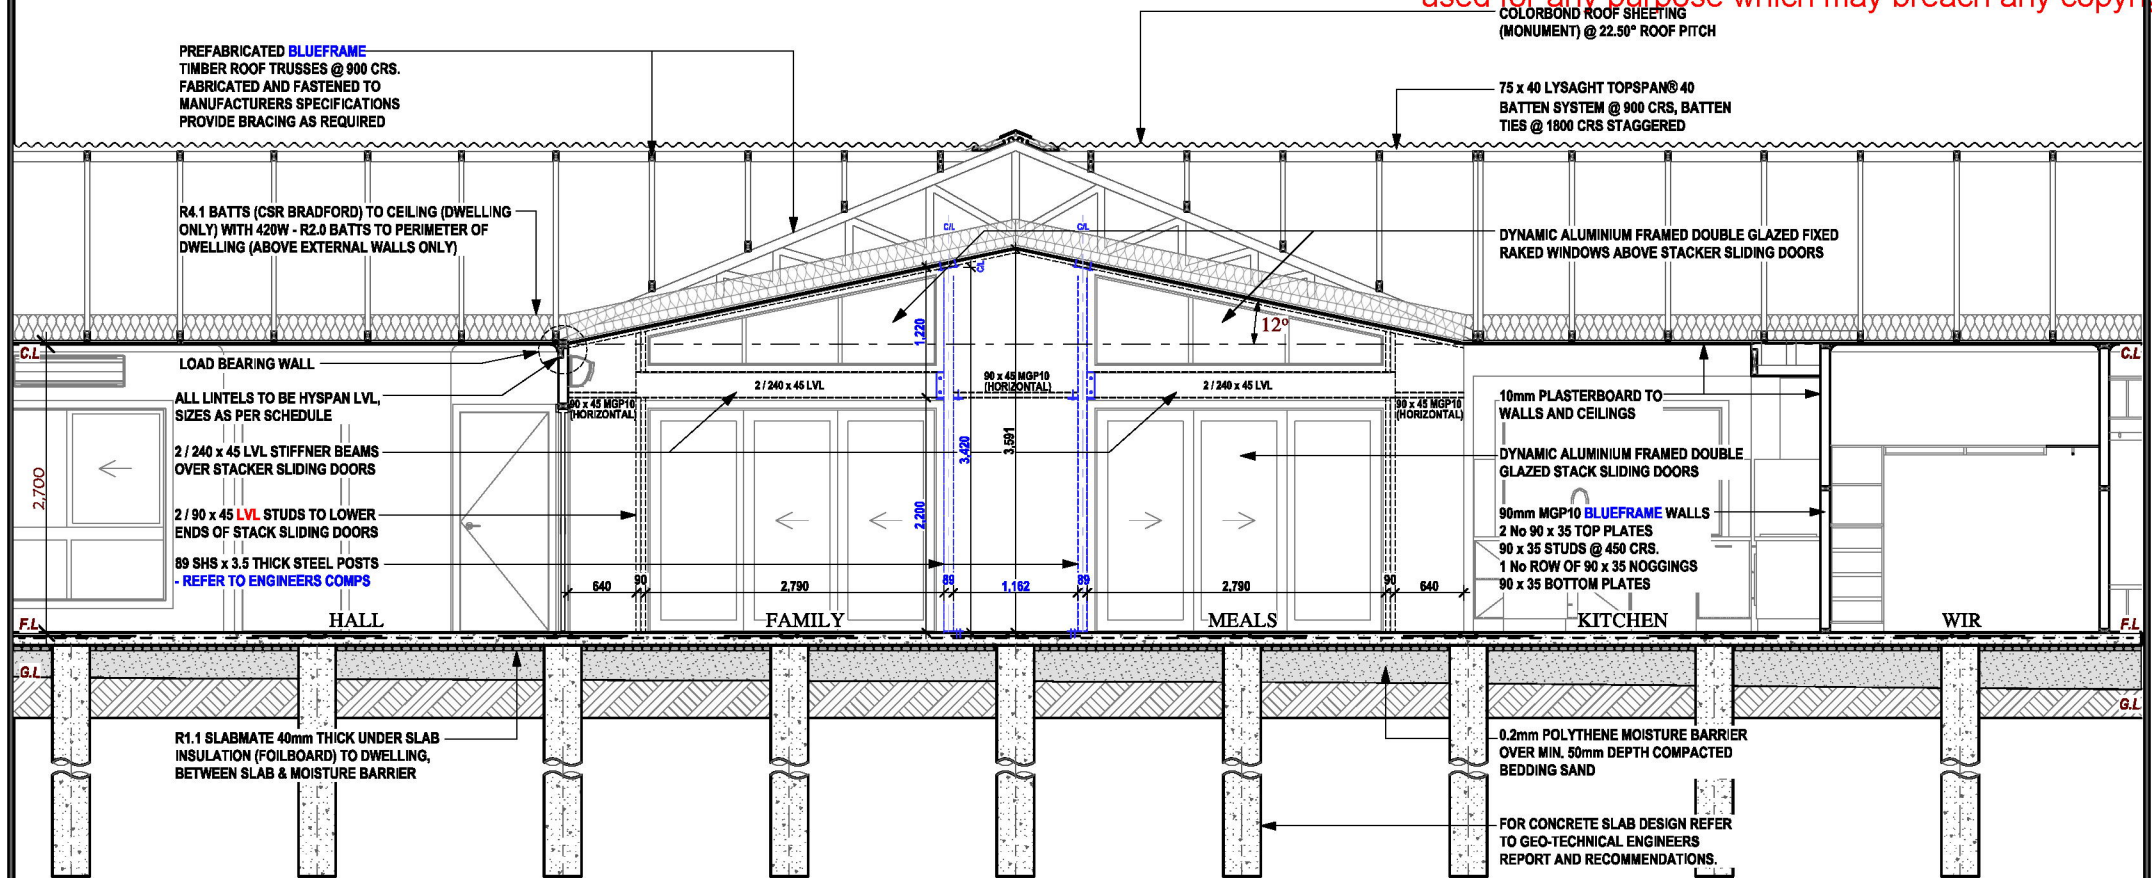 used for any purpose which may breach any copyri
COLORBOND ROOF SHEETING
(MONUMENT) @ 22.50° ROOF PITCH
PREFABRICATED BLUEFRAME
TIMBER ROOF TRUSSES @ 900 CRS.
FABRICATED AND FASTENED TO
MANUFACTURERS SPECIFICATIONS
PROVIDE BRACING AS REQUIRED
75 x 40 LYSAGHT TOPSPAN® 40
BATTEN SYSTEM @ 900 CRS, BATTEN
TIES @ 1800 CRS STAGGERED
R4.1 BATTS (CSR BRADFORD) TO CEILING (DWELLING
ONLY) WITH 420W - R2.0 BATTS TO PERIMETER OF
DWELLING (ABOVE EXTERNAL WALLS ONLY)
C/L
C/L
C/L
DYNAMIC ALUMINIUM FRAMED DOUBLE GLAZED FIXED
RAKED WINDOWS ABOVE STACKER SLIDING DOORS
12°
1,220
C.L
C.L
LOAD BEARING WALL
ALL LINTELS TO BE HYSPAN LVL,
SIZES AS PER SCHEDULE
90 x 45 MGP10
(HORIZONTAL)
2 / 240 x 45 LVL
90 x 45 MGP10
(HORIZONTAL)
2 / 240 x 45 LVL
90 x 45 MGP10
(HORIZONTAL)
10mm PLASTERBOARD TO
WALLS AND CEILINGS
2 / 240 x 45 LVL STIFFNER BEAMS
OVER STACKER SLIDING DOORS
3,420
3,591
DYNAMIC ALUMINIUM FRAMED DOUBLE
GLAZED STACK SLIDING DOORS
2,700
2 / 90 x 45 LVL STUDS TO LOWER
ENDS OF STACK SLIDING DOORS
2,200
90mm MGP10 BLUEFRAME WALLS
2 No 90 x 35 TOP PLATES
90 x 35 STUDS @ 450 CRS.
1 No ROW OF 90 x 35 NOGGINGS
90 x 35 BOTTOM PLATES
89 SHS x 3.5 THICK STEEL POSTS
- REFER TO ENGINEERS COMPS
640
90
2,790
89
1,162
89
2,790
90
640
F.L
HALL
FAMILY
MEALS
KITCHEN
WIR
F.L
G.L
G.L
R1.1 SLABMATE 40mm THICK UNDER SLAB
INSULATION (FOILBOARD) TO DWELLING,
BETWEEN SLAB & MOISTURE BARRIER
0.2mm POLYTHENE MOISTURE BARRIER
OVER MIN. 50mm DEPTH COMPACTED
BEDDING SAND
FOR CONCRETE SLAB DESIGN REFER
TO GEO-TECHNICAL ENGINEERS
REPORT AND RECOMMENDATIONS.